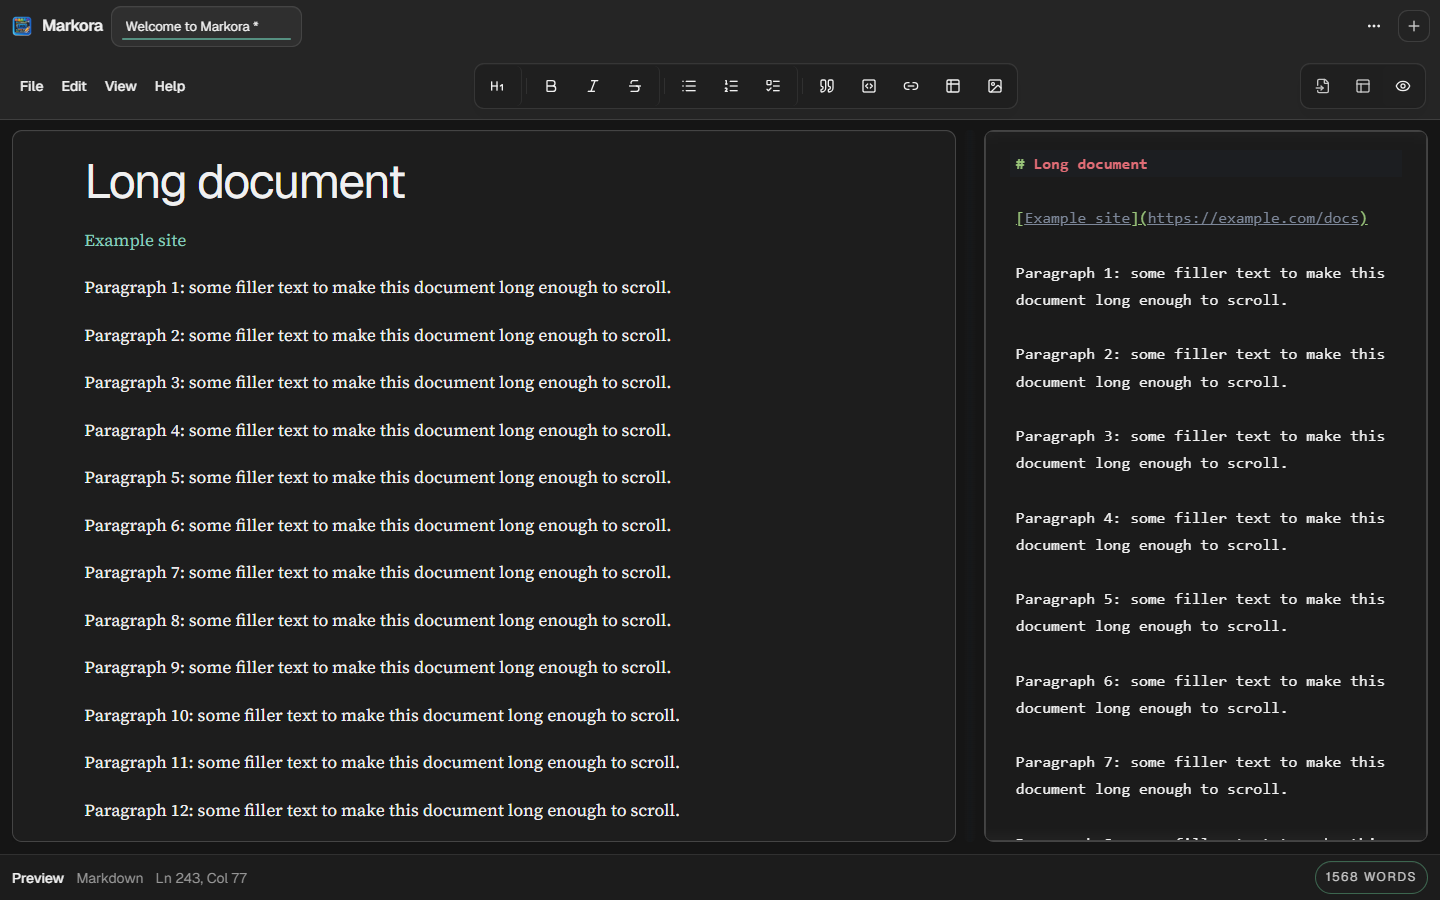 Markora
Welcome to Markora *
File Edit View Help
H1
Long document
Example site
Paragraph 1: some filler text to make this document long enough to scroll.
Paragraph 2: some filler text to make this document long enough to scroll.
Paragraph 3: some filler text to make this document long enough to scroll.
Paragraph 4: some filler text to make this document long enough to scroll.
Paragraph 5: some filler text to make this document long enough to scroll.
Paragraph 6: some filler text to make this document long enough to scroll.
Paragraph 7: some filler text to make this document long enough to scroll.
Paragraph 8: some filler text to make this document long enough to scroll.
Paragraph 9: some filler text to make this document long enough to scroll.
Paragraph 10: some filler text to make this document long enough to scroll.
Paragraph 11: some filler text to make this document long enough to scroll.
Paragraph 12: some filler text to make this document long enough to scroll.
# Long document
[Example site](https://example.com/docs)
Paragraph 1: some filler text to make this
document long enough to scroll.
Paragraph 2: some filler text to make this
document long enough to scroll.
Paragraph 3: some filler text to make this
document long enough to scroll.
Paragraph 4: some filler text to make this
document long enough to scroll.
Paragraph 5: some filler text to make this
document long enough to scroll.
Paragraph 6: some filler text to make this
document long enough to scroll.
Paragraph 7: some filler text to make this
document long enough to scroll.
Preview Markdown Ln 243, Col 77
1568 WORDS